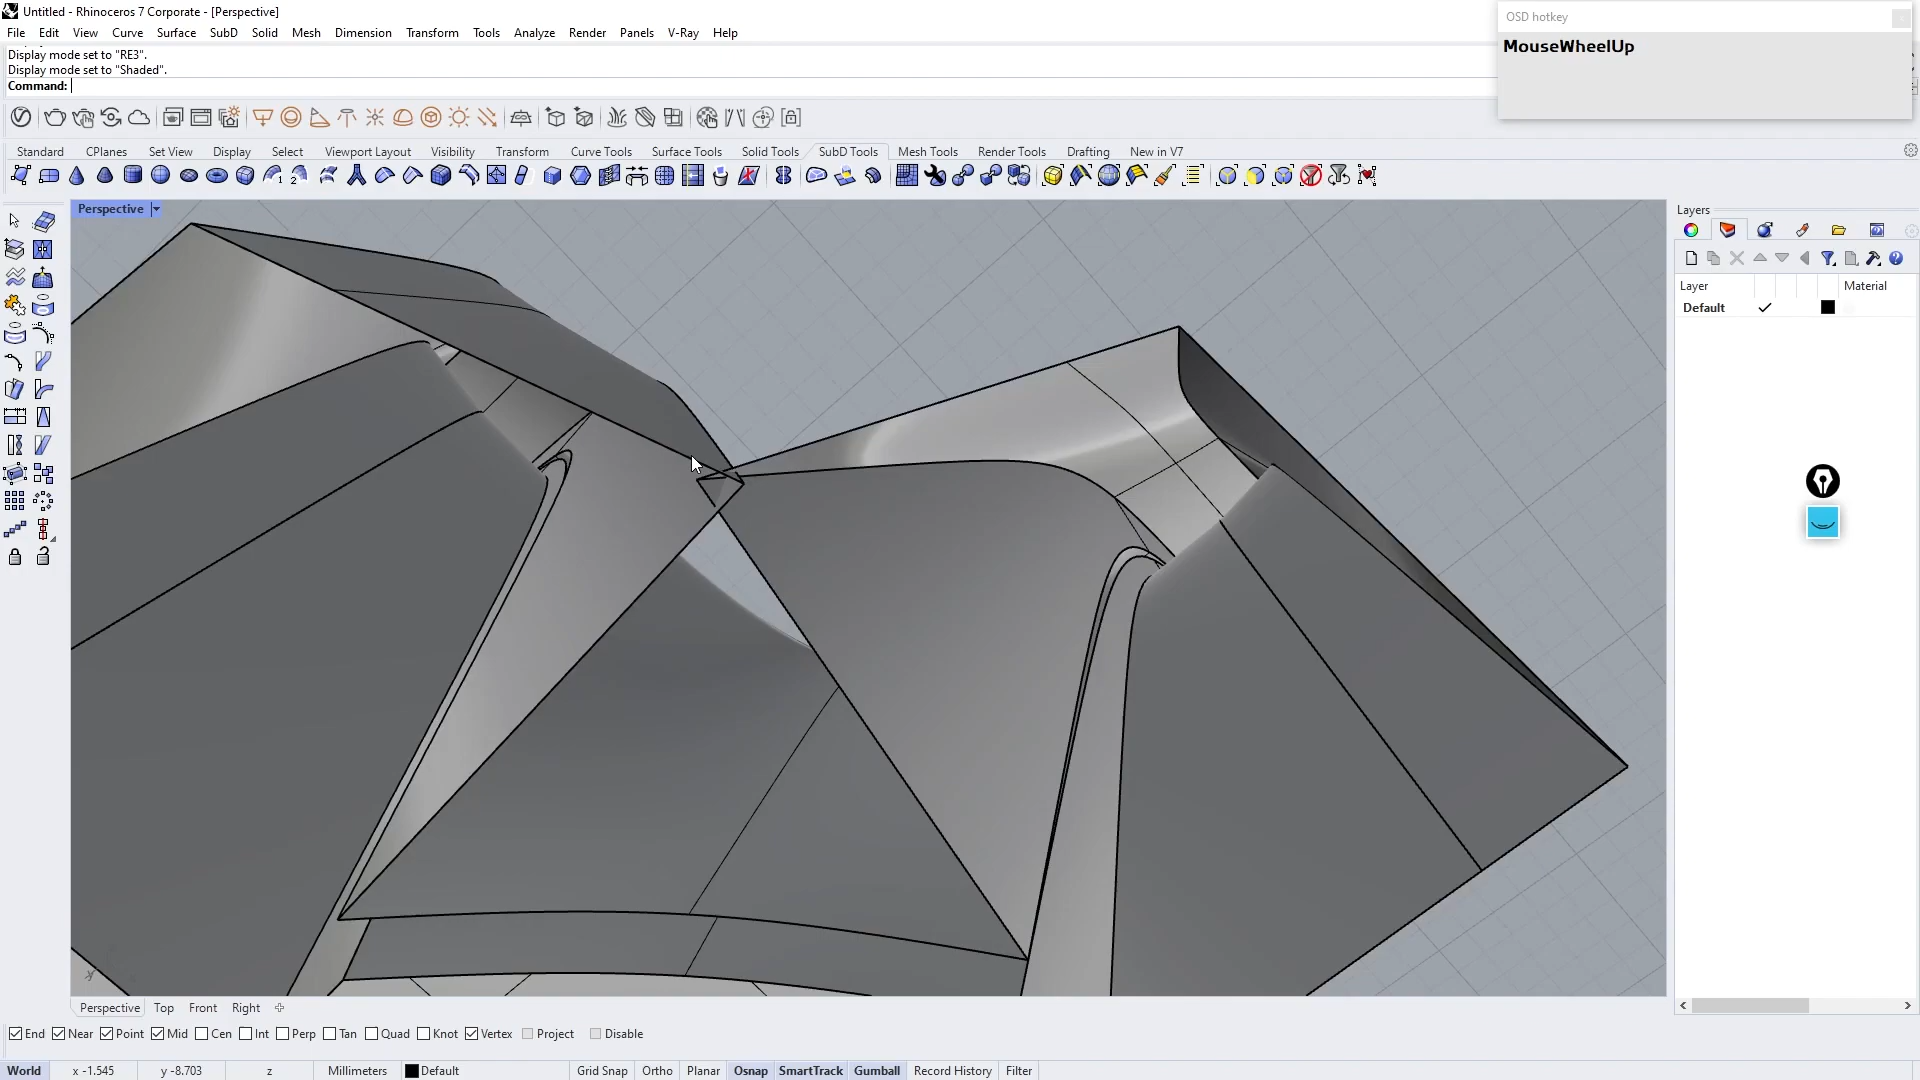 Untitled - Rhinoceros 7 Corporate - [Perspective]
File Edit View Curve Surface SubD Solid Mesh Dimension Transform Tools Analyze Render Panels V-Ray Help
Display mode set to "RE3".
Display mode set to "Shaded".
Command:
OSD hotkey
MouseWheelUp
Standard CPlanes Set View Display Select Viewport Layout Visibility Transform Curve Tools Surface Tools Solid Tools SubD Tools Mesh Tools Render Tools Drafting New in V7
Perspective
Layers
Layer Material
Default
Perspective Top Front Right
End Near Point Mid Cen Int Perp Tan Quad Knot Vertex Project Disable
World x -1.545 y -8.703 z Millimeters Default Grid Snap Ortho Planar Osnap SmartTrack Gumball Record History Filter